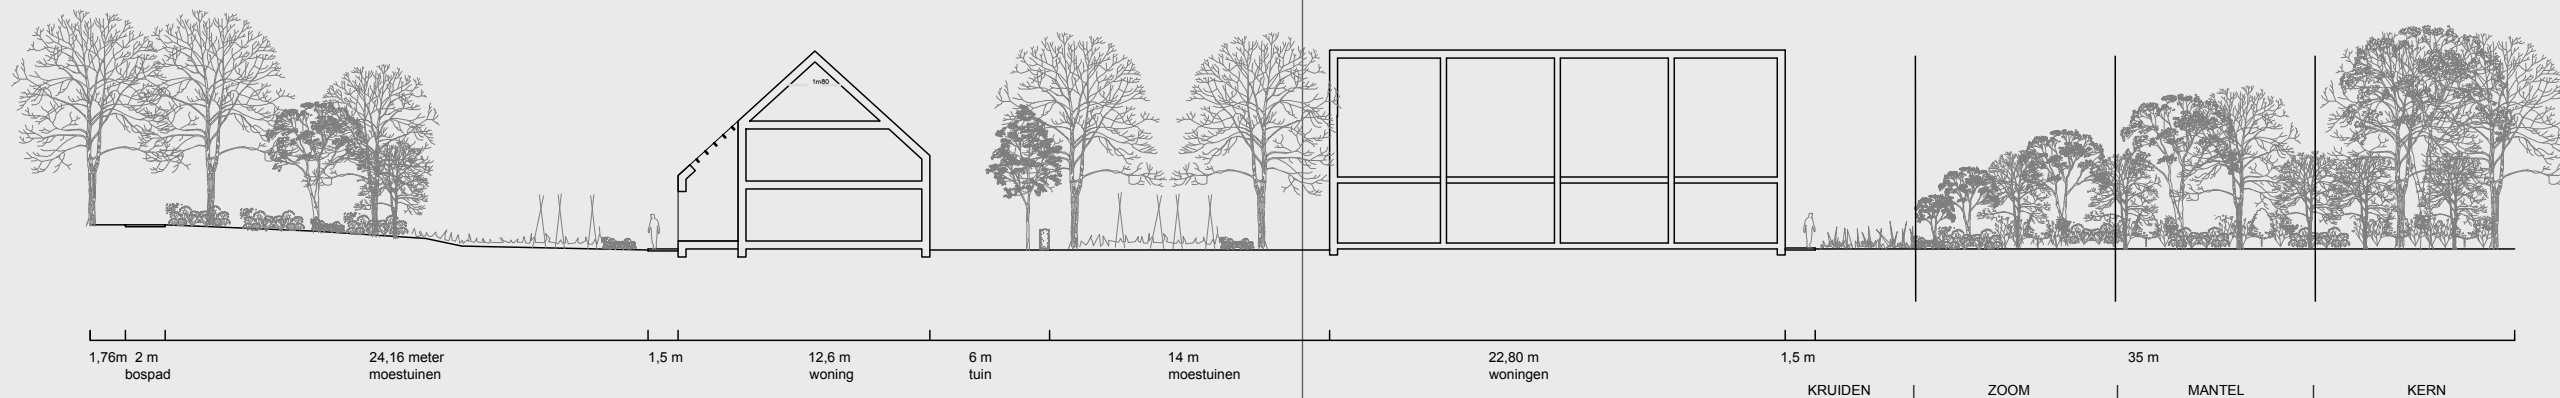 1m80
1,76m 2 m 24,16 meter 1,5 m 12,6 m 6 m 14 m 22,80 m 1,5 m 35 m
bospad moestuinen woning tuin moestuinen woningen
KRUIDEN | ZOOM | MANTEL | KERN